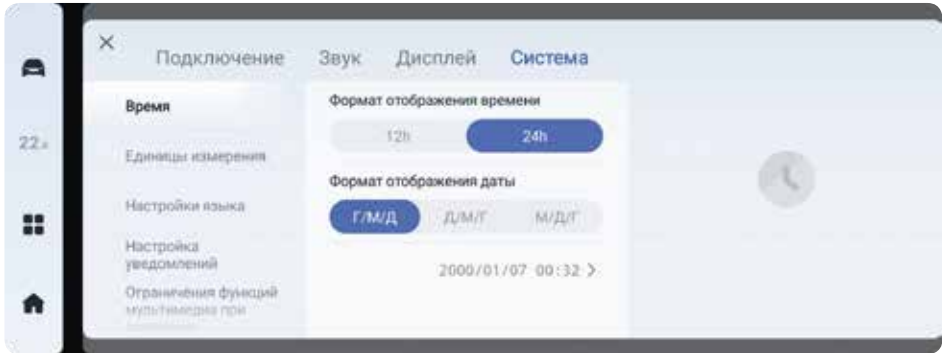 Подключение Звук Дисплей Система
Время
Единицы измерения
Настройки языка
Настройка
уведомлений
Ограничения функций
мультимедиа при
Формат отображения времени
12h 24h
Формат отображения даты
Г/М/Д Д/М/Г М/Д/Г
2000/01/07 00:32
22